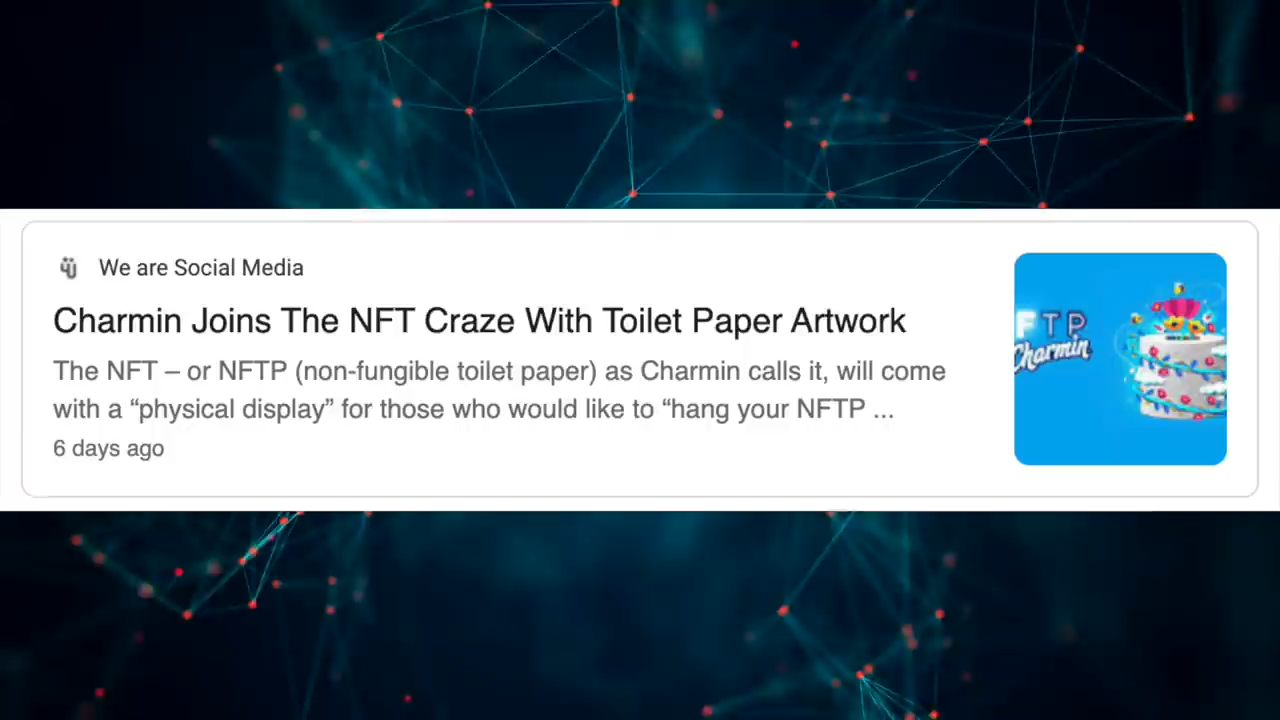 We are Social Media
Charmin Joins The NFT Craze With Toilet Paper Artwork
The NFT – or NFTP (non-fungible toilet paper) as Charmin calls it, will come
with a “physical display” for those who would like to “hang your NFTP ...
6 days ago
FTP
Charmin